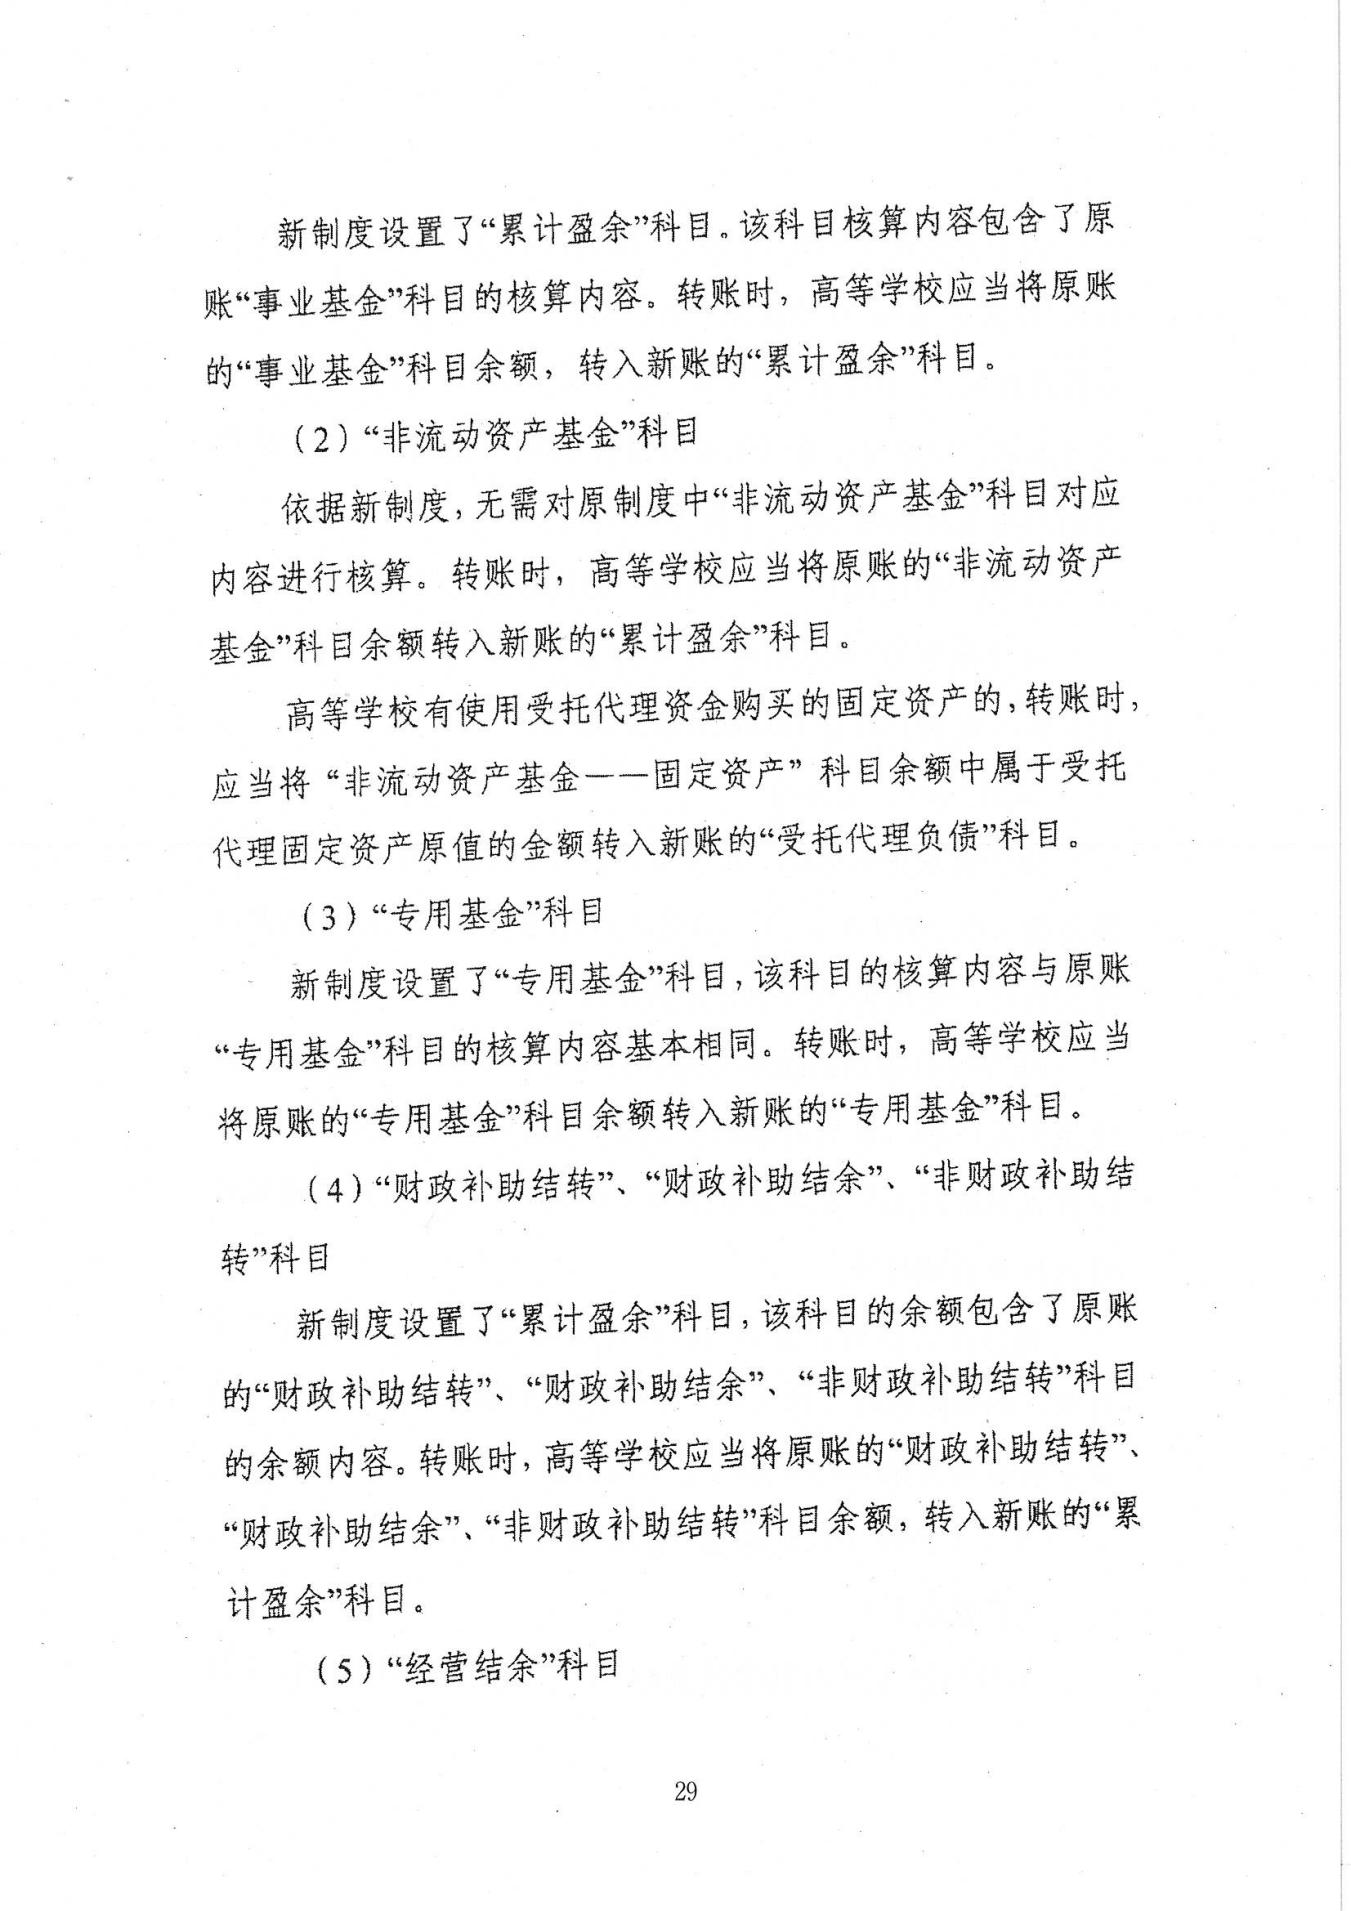 新制度设置了“累计盈余”科目。该科目核算内容包含了原
账“事业基金”科目的核算内容。转账时，高等学校应当将原账
的“事业基金”科目余额，转入新账的“累计盈余”科目。
（2）“非流动资产基金”科目
依据新制度，无需对原制度中“非流动资产基金”科目对应
内容进行核算。转账时，高等学校应当将原账的“非流动资产
基金”科目余额转入新账的“累计盈余”科目。
高等学校有使用受托代理资金购买的固定资产的，转账时，
应当将“非流动资产基金——固定资产”科目余额中属于受托
代理固定资产原值的金额转入新账的“受托代理负债”科目。
（3）“专用基金”科目
新制度设置了“专用基金”科目，该科目的核算内容与原账
“专用基金”科目的核算内容基本相同。转账时，高等学校应当
将原账的“专用基金”科目余额转入新账的“专用基金”科目。
（4）“财政补助结转”、“财政补助结余”、“非财政补助结
转”科目
新制度设置了“累计盈余”科目，该科目的余额包含了原账
的“财政补助结转”、“财政补助结余”、“非财政补助结转”科目
的余额内容。转账时，高等学校应当将原账的“财政补助结转”、
“财政补助结余”、“非财政补助结转”科目余额，转入新账的“累
计盈余”科目。
（5）“经营结余”科目
29